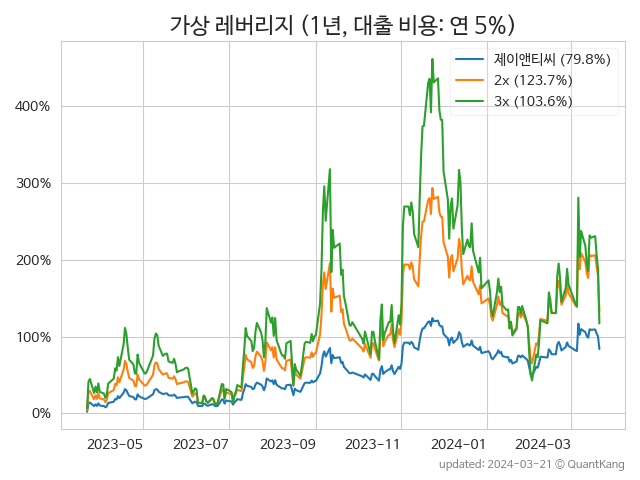 가상 레버리지 (1년, 대출 비용: 연 5%)
제이앤티씨 (79.8%)
2x (123.7%)
3x (103.6%)
400%
300%
200%
100%
0%
2023-05 2023-07 2023-09 2023-11 2024-01 2024-03
updated: 2024-03-21 © QuantKang